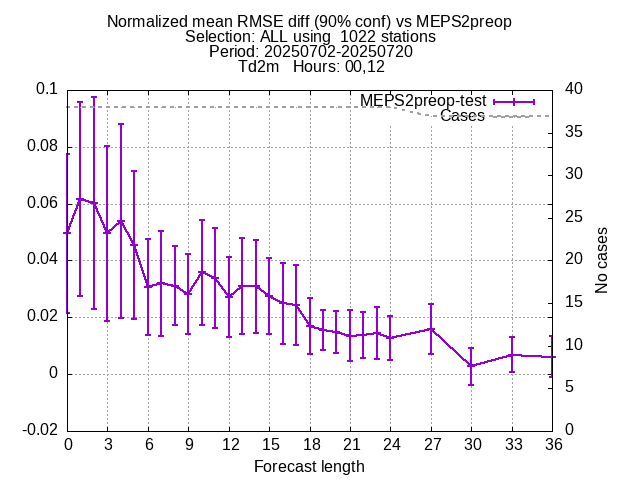 Normalized mean RMSE diff (90% conf) vs MEPS2preop
Selection: ALL using  1022 stations
Period: 20250702-20250720
Td2m   Hours: 00,12
0.1
0.08
0.06
0.04
0.02
0
-0.02
MEPS2preop-test
Cases
40
35
30
25
20
15
10
5
0
No cases
0 3 6 9 12 15 18 21 24 27 30 33 36
Forecast length